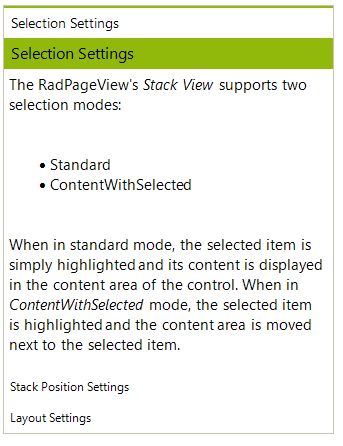 Selection Settings
Selection Settings
The RadPageView's Stack View supports two
selection modes:
• Standard
• ContentWithSelected
When in standard mode, the selected item is
simply highlighted and its content is displayed
in the content area of the control. When in
ContentWithSelected mode, the selected item
is highlighted and the content area is moved
next to the selected item.
Stack Position Settings
Layout Settings